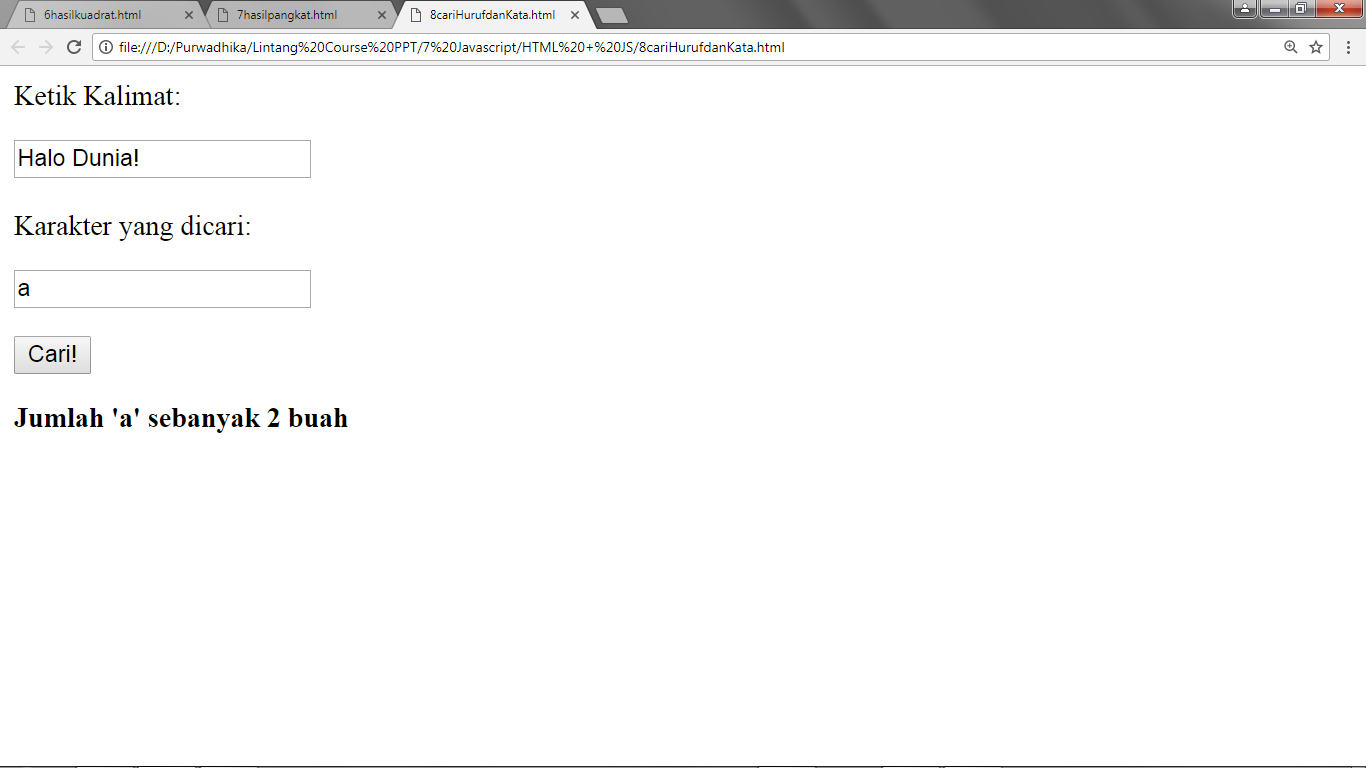 6hasilkuadrat.html
7hasilpangkat.html
8cariHurufdanKata.html
file:///D:/Purwadhika/Lintang%20Course%20PPT/7%20Javascript/HTML%20+%20JS/8cariHurufdanKata.html
Ketik Kalimat:
Halo Dunia!
Karakter yang dicari:
a
Cari!
Jumlah 'a' sebanyak 2 buah